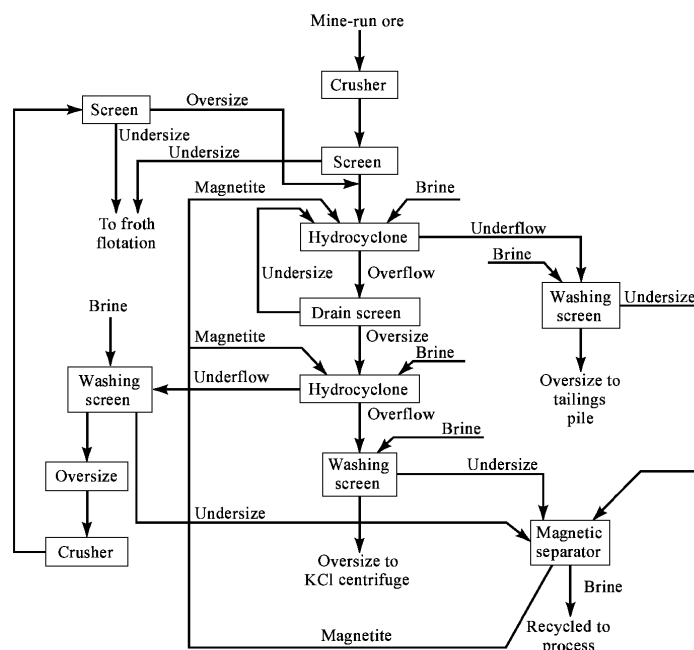 Mine-run ore
Crusher
Screen
Oversize
Undersize
Undersize
Screen
To froth
flotation
Magnetite
Brine
Hydrocyclone
Underflow
Undersize
Overflow
Brine
Washing
screen
Undersize
Drain screen
Brine
Oversize
Magnetite
Brine
Washing
screen
Underflow
Hydrocyclone
Oversize to
tailings
pile
Overflow
Brine
Oversize
Washing
screen
Undersize
Undersize
Crusher
Magnetic
separator
Oversize to
KCl centrifuge
Brine
Magnetite
Recycled to
process